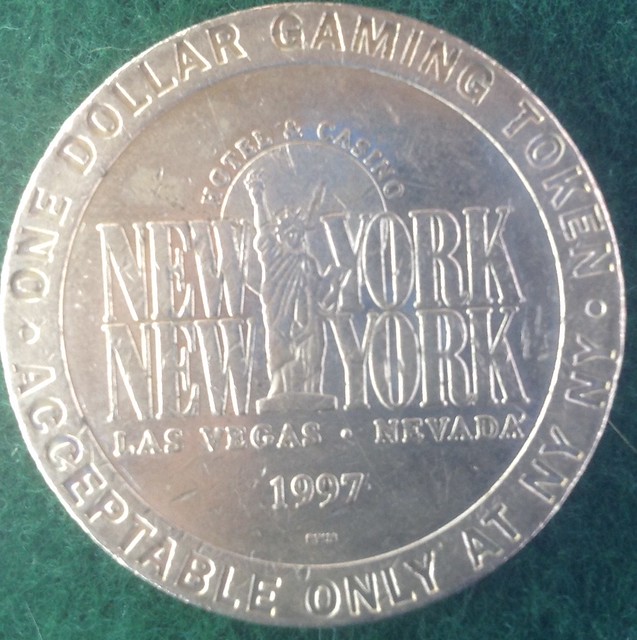 ONE DOLLAR GAMING TOKEN
HOTEL & CASINO
NEW YORK
NEW YORK
LAS VEGAS • NEVADA
1997
• ACCEPTABLE ONLY AT NY NY •